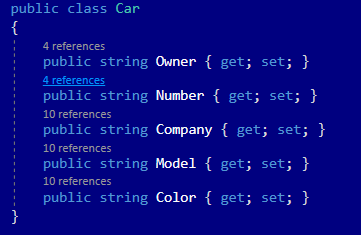 public class Car
{
4 references
public string Owner { get; set; }
4 references
public string Number { get; set; }
10 references
public string Company { get; set; }
10 references
public string Model { get; set; }
10 references
public string Color { get; set; }
}